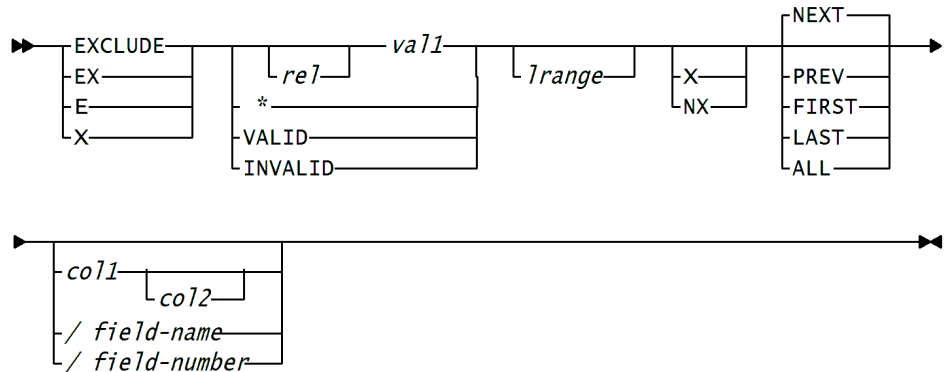 NEXT
EXCLUDE val1
EX rel lrange X PREV
E * NX FIRST
X VALID LAST
INVALID ALL
col1
col2
/ field-name
/ field-number